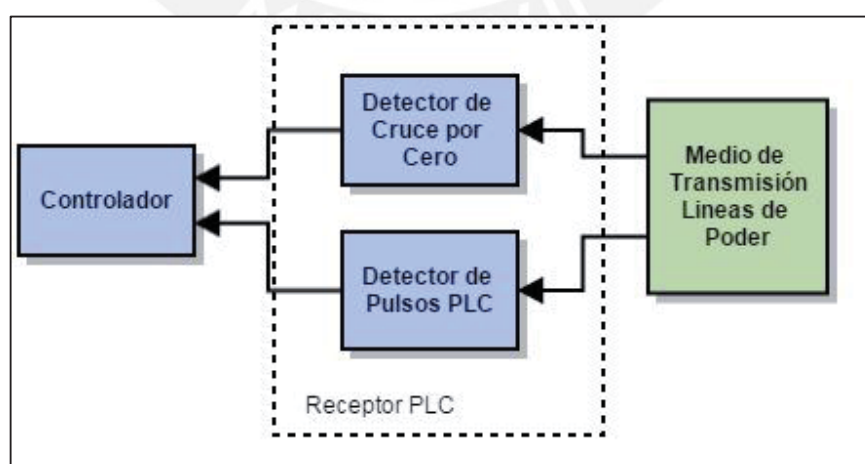 Detector de
Cruce por
Cero
Medio de
Transmisión
Lineas de
Poder
Controlador
Detector de
Pulsos PLC
Receptor PLC